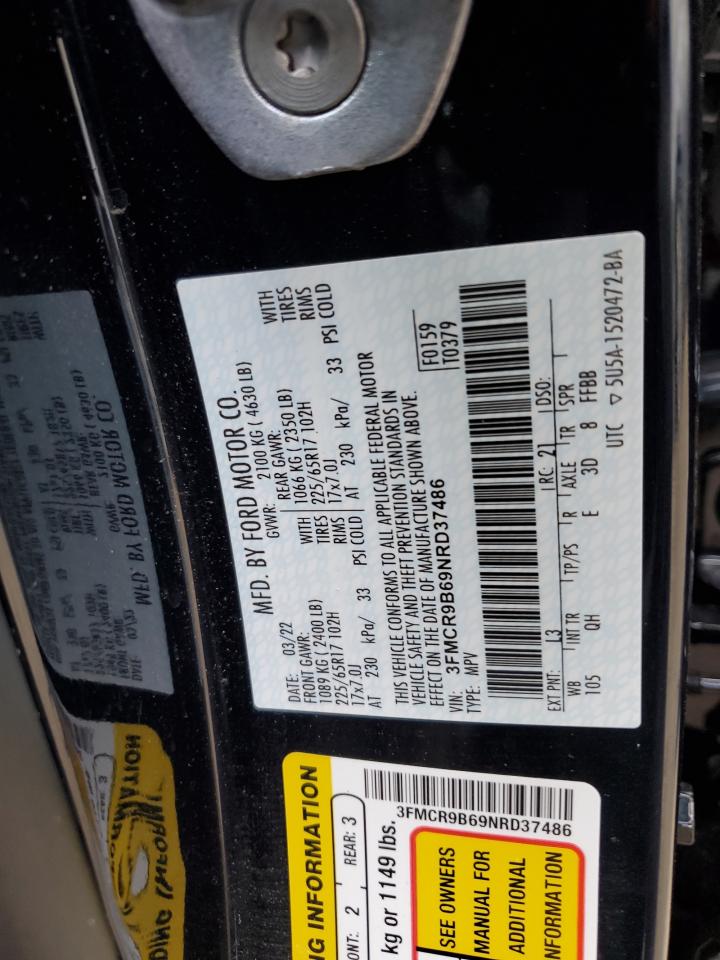 MFD. BY FORD MOTOR CO.
DATE: 03/22 GVWR: 2100 KG ( 4630 LB)
FRONT GAWR: WITH REAR GAWR: WITH
1089 KG ( 2400 LB) TIRES 1066 KG ( 2350 LB) TIRES
225/65R17 102H RIMS 225/65R17 102H RIMS
17x7.0J 17x7.0J
AT 230 kPa/ 33 PSI COLD AT 230 kPa/ 33 PSI COLD
THIS VEHICLE CONFORMS TO ALL APPLICABLE FEDERAL MOTOR
VEHICLE SAFETY AND THEFT PREVENTION STANDARDS IN
EFFECT ON THE DATE OF MANUFACTURE SHOWN ABOVE.
VIN: 3FMCR9B69NRD37486
TYPE: MPV
F0159
T0379
EXT PNT: 13 RC: 21 DSO:
WB INT TR TP/PS R AXLE TR SPR
105 QH E 3D 8 FFBB
UTC ▽ 5U5A-1520472-BA
INFORMATION
2 REAR: 3
kg or 1149 lbs.
3FMCR9B69NRD37486
SEE OWNERS
MANUAL FOR
ADDITIONAL
INFORMATION